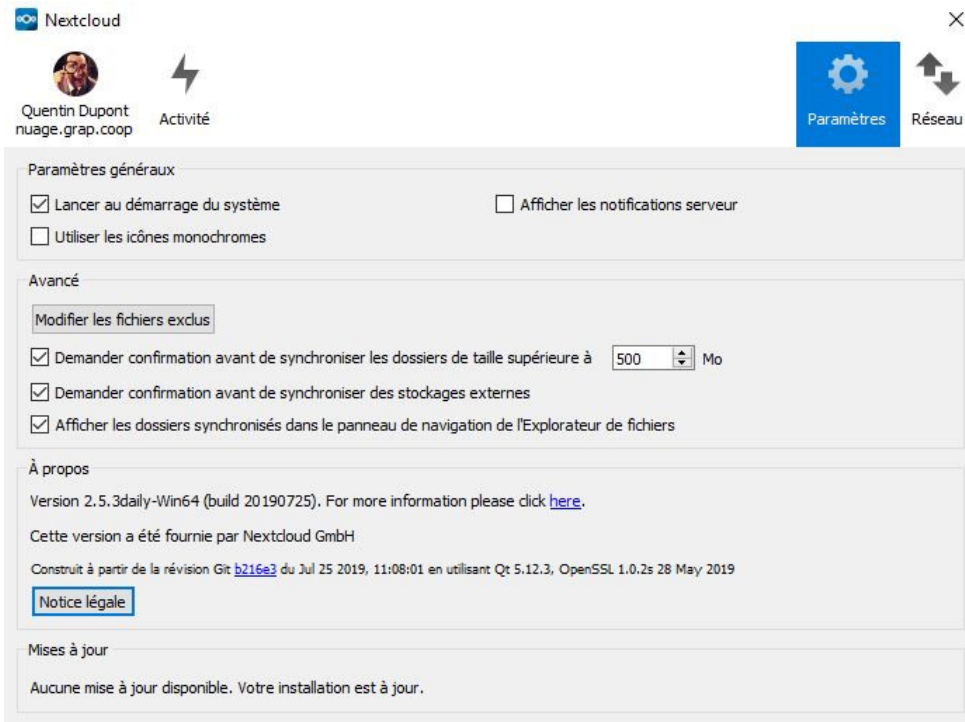 Nextcloud
Quentin Dupont
nuage.grap.coop
Activité
Paramètres
Réseau
Paramètres généraux
Lancer au démarrage du système
Afficher les notifications serveur
Utiliser les icônes monochromes
Avancé
Modifier les fichiers exclus
Demander confirmation avant de synchroniser les dossiers de taille supérieure à 500 Mo
Demander confirmation avant de synchroniser des stockages externes
Afficher les dossiers synchronisés dans le panneau de navigation de l'Explorateur de fichiers
À propos
Version 2.5.3daily-Win64 (build 20190725). For more information please click here.
Cette version a été fournie par Nextcloud GmbH
Construit à partir de la révision Git b216e3 du Jul 25 2019, 11:08:01 en utilisant Qt 5.12.3, OpenSSL 1.0.2s 28 May 2019
Notice légale
Mises à jour
Aucune mise à jour disponible. Votre installation est à jour.